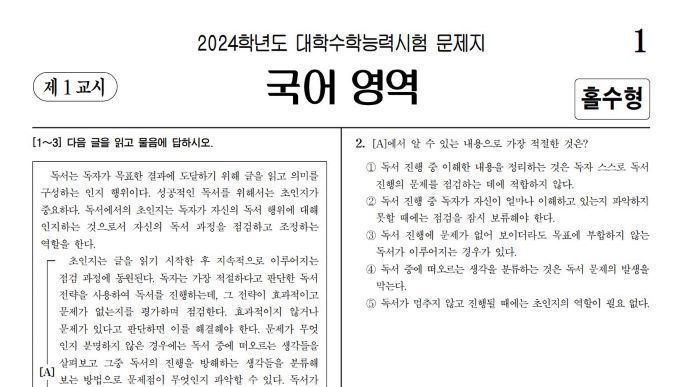 2024학년도 대학수학능력시험 문제지
1
제 1 교시
국어 영역
홀수형
[1~3] 다음 글을 읽고 물음에 답하시오.
독서는 독자가 목표한 결과에 도달하기 위해 글을 읽고 의미를
구성하는 인지 행위이다. 성공적인 독서를 위해서는 초인지가
중요하다. 독서에서의 초인지는 독자가 자신의 독서 행위에 대해
인지하는 것으로서 자신의 독서 과정을 점검하고 조정하는
역할을 한다.
초인지는 글을 읽기 시작한 후 지속적으로 이루어지는
점검 과정에 동원된다. 독자는 가장 적절하다고 판단한 독서
전략을 사용하여 독서를 진행하는데, 그 전략이 효과적이고
문제가 없는지를 평가하며 점검한다. 효과적이지 않거나
문제가 있다고 판단하면 이를 해결해야 한다. 문제가 무엇
인지 분명하지 않은 경우에는 독서 중에 떠오르는 생각들을
살펴보고 그중 독서의 진행을 방해하는 생각들을 분류해
[A]
보는 방법으로 문제점이 무엇인지 파악할 수 있다. 독서가
2. [A]에서 알 수 있는 내용으로 가장 적절한 것은?
① 독서 진행 중 이해한 내용을 정리하는 것은 독자 스스로 독서
진행의 문제를 점검하는 데에 적합하지 않다.
② 독서 진행 중 독자가 자신이 얼마나 이해하고 있는지 파악하지
못할 때에는 점검을 잠시 보류해야 한다.
③ 독서 진행에 문제가 없어 보이더라도 목표에 부합하지 않는
독서가 이루어지는 경우가 있다.
④ 독서 중에 떠오르는 생각을 분류하는 것은 독서 문제의 발생을
막는다.
⑤ 독서가 멈추지 않고 진행될 때에는 초인지의 역할이 필요 없다.